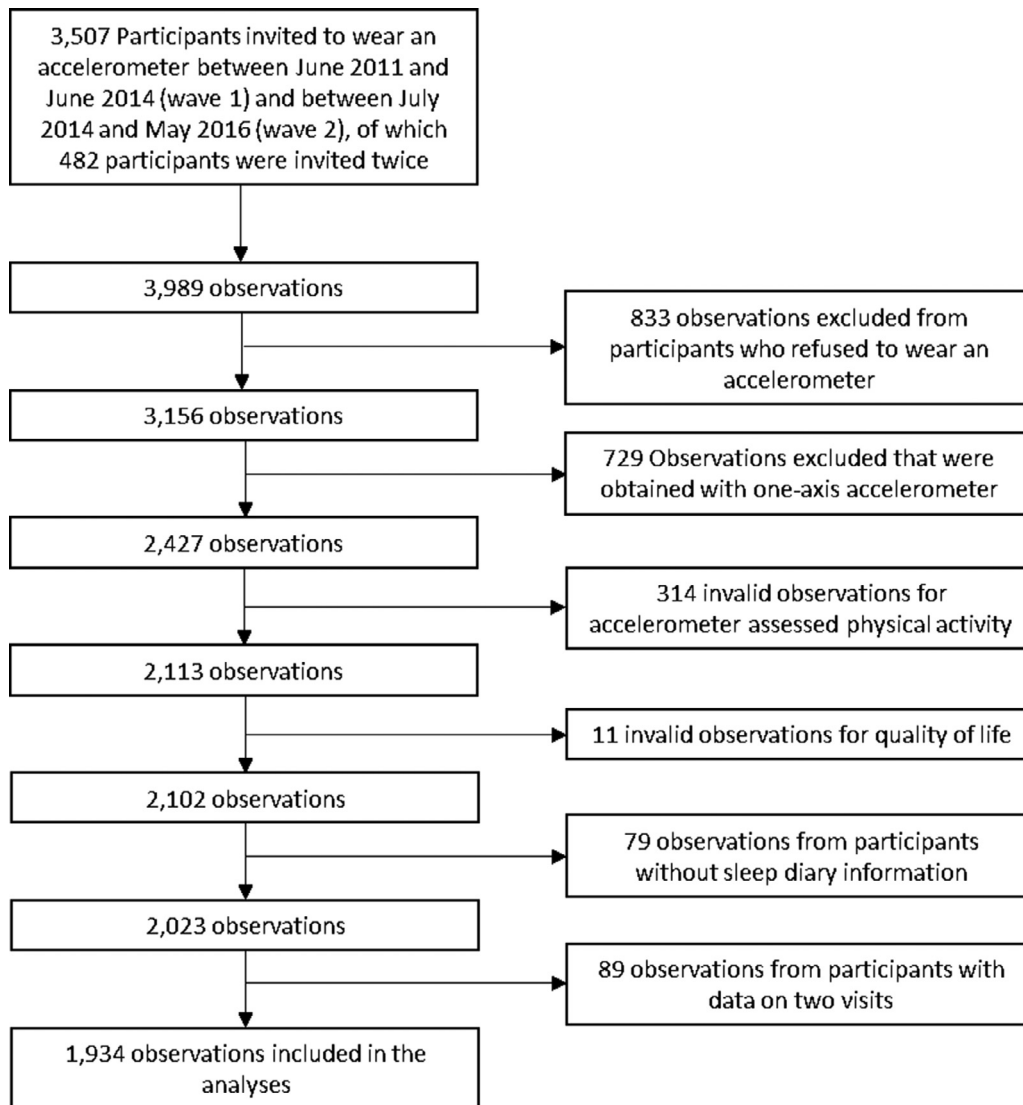 3,507 Participants invited to wear an
accelerometer between June 2011 and
June 2014 (wave 1) and between July
2014 and May 2016 (wave 2), of which
482 participants were invited twice
3,989 observations
833 observations excluded from
participants who refused to wear an
accelerometer
3,156 observations
729 Observations excluded that were
obtained with one-axis accelerometer
2,427 observations
314 invalid observations for
accelerometer assessed physical activity
2,113 observations
11 invalid observations for quality of life
2,102 observations
79 observations from participants
without sleep diary information
2,023 observations
89 observations from participants with
data on two visits
1,934 observations included in the
analyses